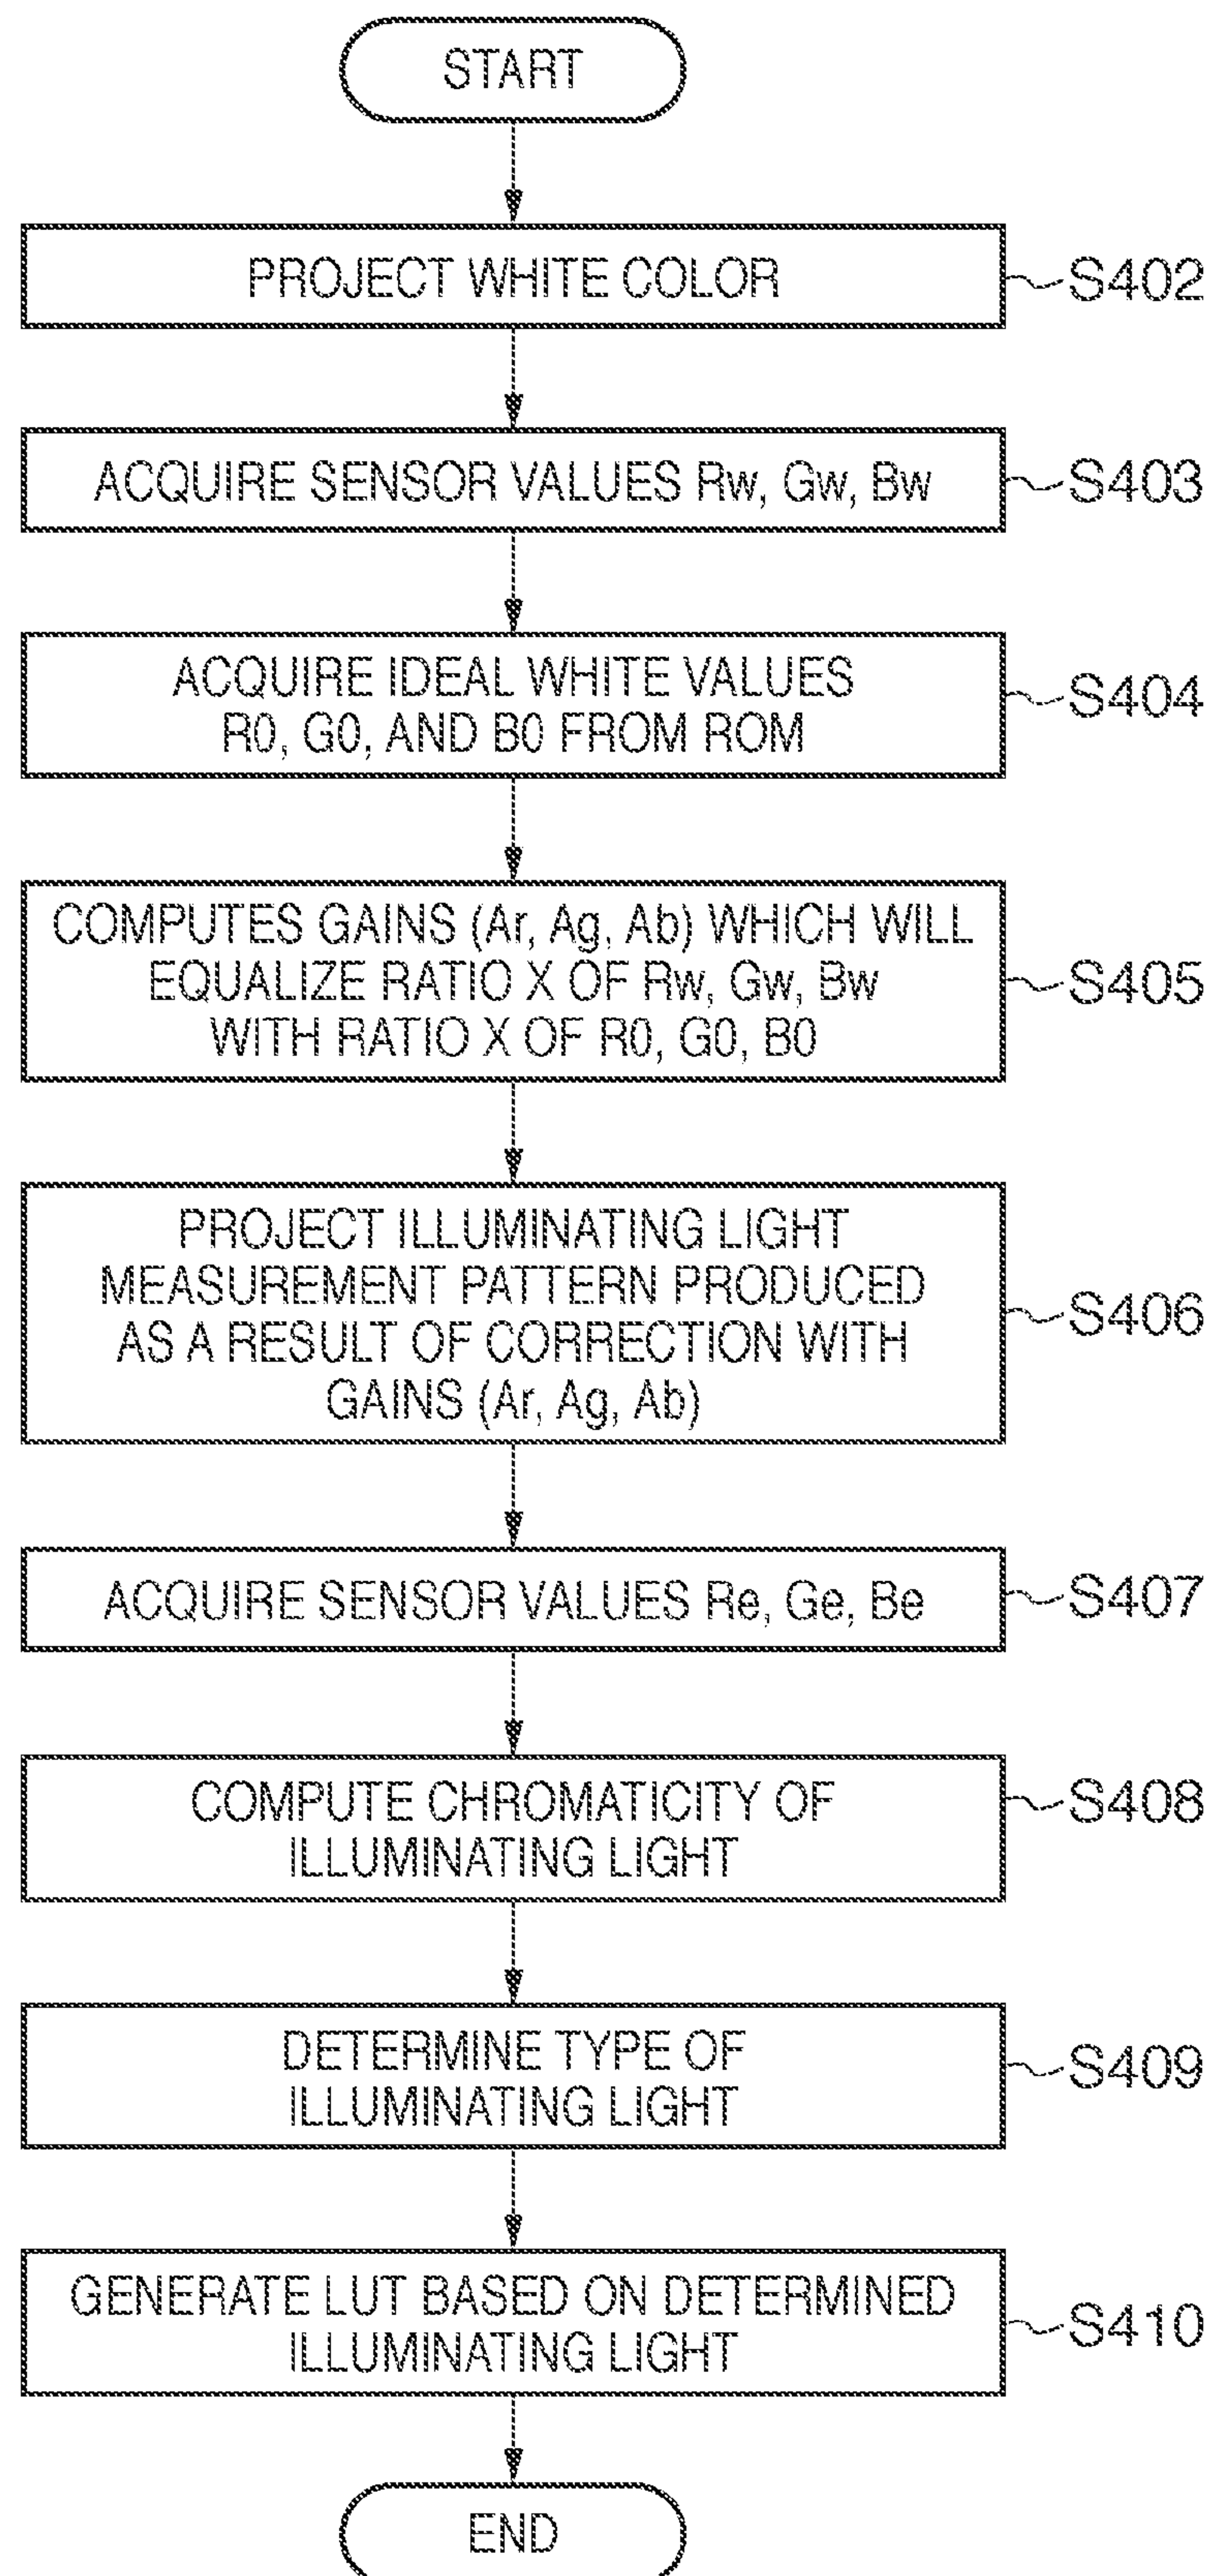 START
PROJECT WHITE COLOR
S402
ACQUIRE SENSOR VALUES Rw, Gw, Bw
S403
ACQUIRE IDEAL WHITE VALUES
R0, G0, AND B0 FROM ROM
S404
COMPUTES GAINS (Ar, Ag, Ab) WHICH WILL
EQUALIZE RATIO X OF Rw, Gw, Bw
WITH RATIO X OF R0, G0, B0
S405
PROJECT ILLUMINATING LIGHT
MEASUREMENT PATTERN PRODUCED
AS A RESULT OF CORRECTION WITH
GAINS (Ar, Ag, Ab)
S406
ACQUIRE SENSOR VALUES Re, Ge, Be
S407
COMPUTE CHROMATICITY OF
ILLUMINATING LIGHT
S408
DETERMINE TYPE OF
ILLUMINATING LIGHT
S409
GENERATE LUT BASED ON DETERMINED
ILLUMINATING LIGHT
S410
END